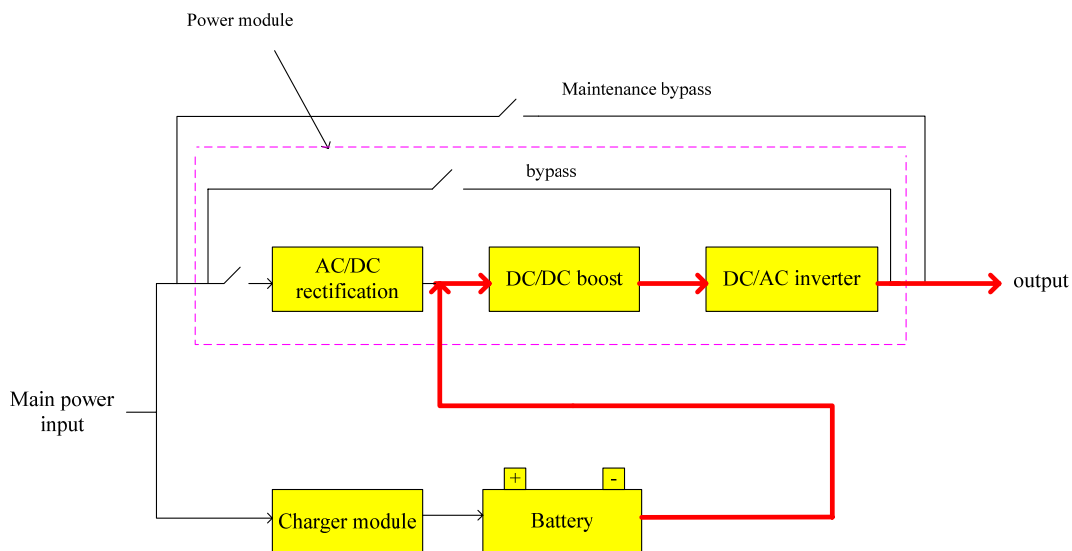 Power module
Maintenance bypass
bypass
AC/DC
rectification
DC/DC boost
DC/AC inverter
output
Main power
input
+
-
Charger module
Battery